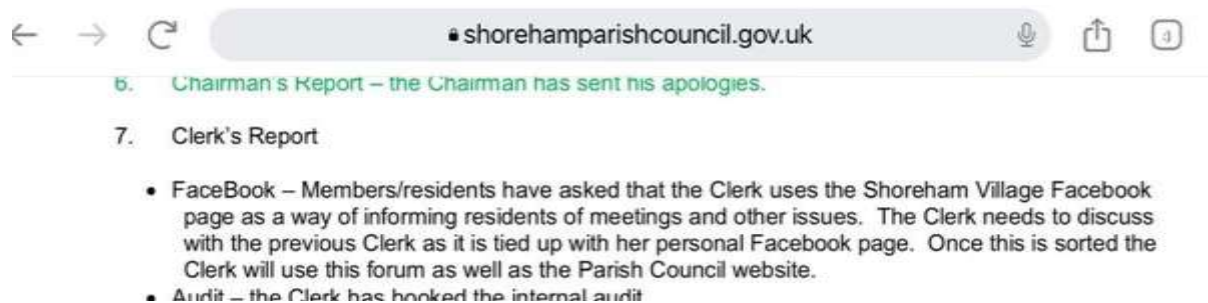 shorehamparishcouncil.gov.uk
4
6. Chairman's Report – the Chairman has sent his apologies.
7. Clerk's Report
• FaceBook – Members/residents have asked that the Clerk uses the Shoreham Village Facebook
page as a way of informing residents of meetings and other issues. The Clerk needs to discuss
with the previous Clerk as it is tied up with her personal Facebook page. Once this is sorted the
Clerk will use this forum as well as the Parish Council website.
• Audit – the Clerk has booked the internal audit